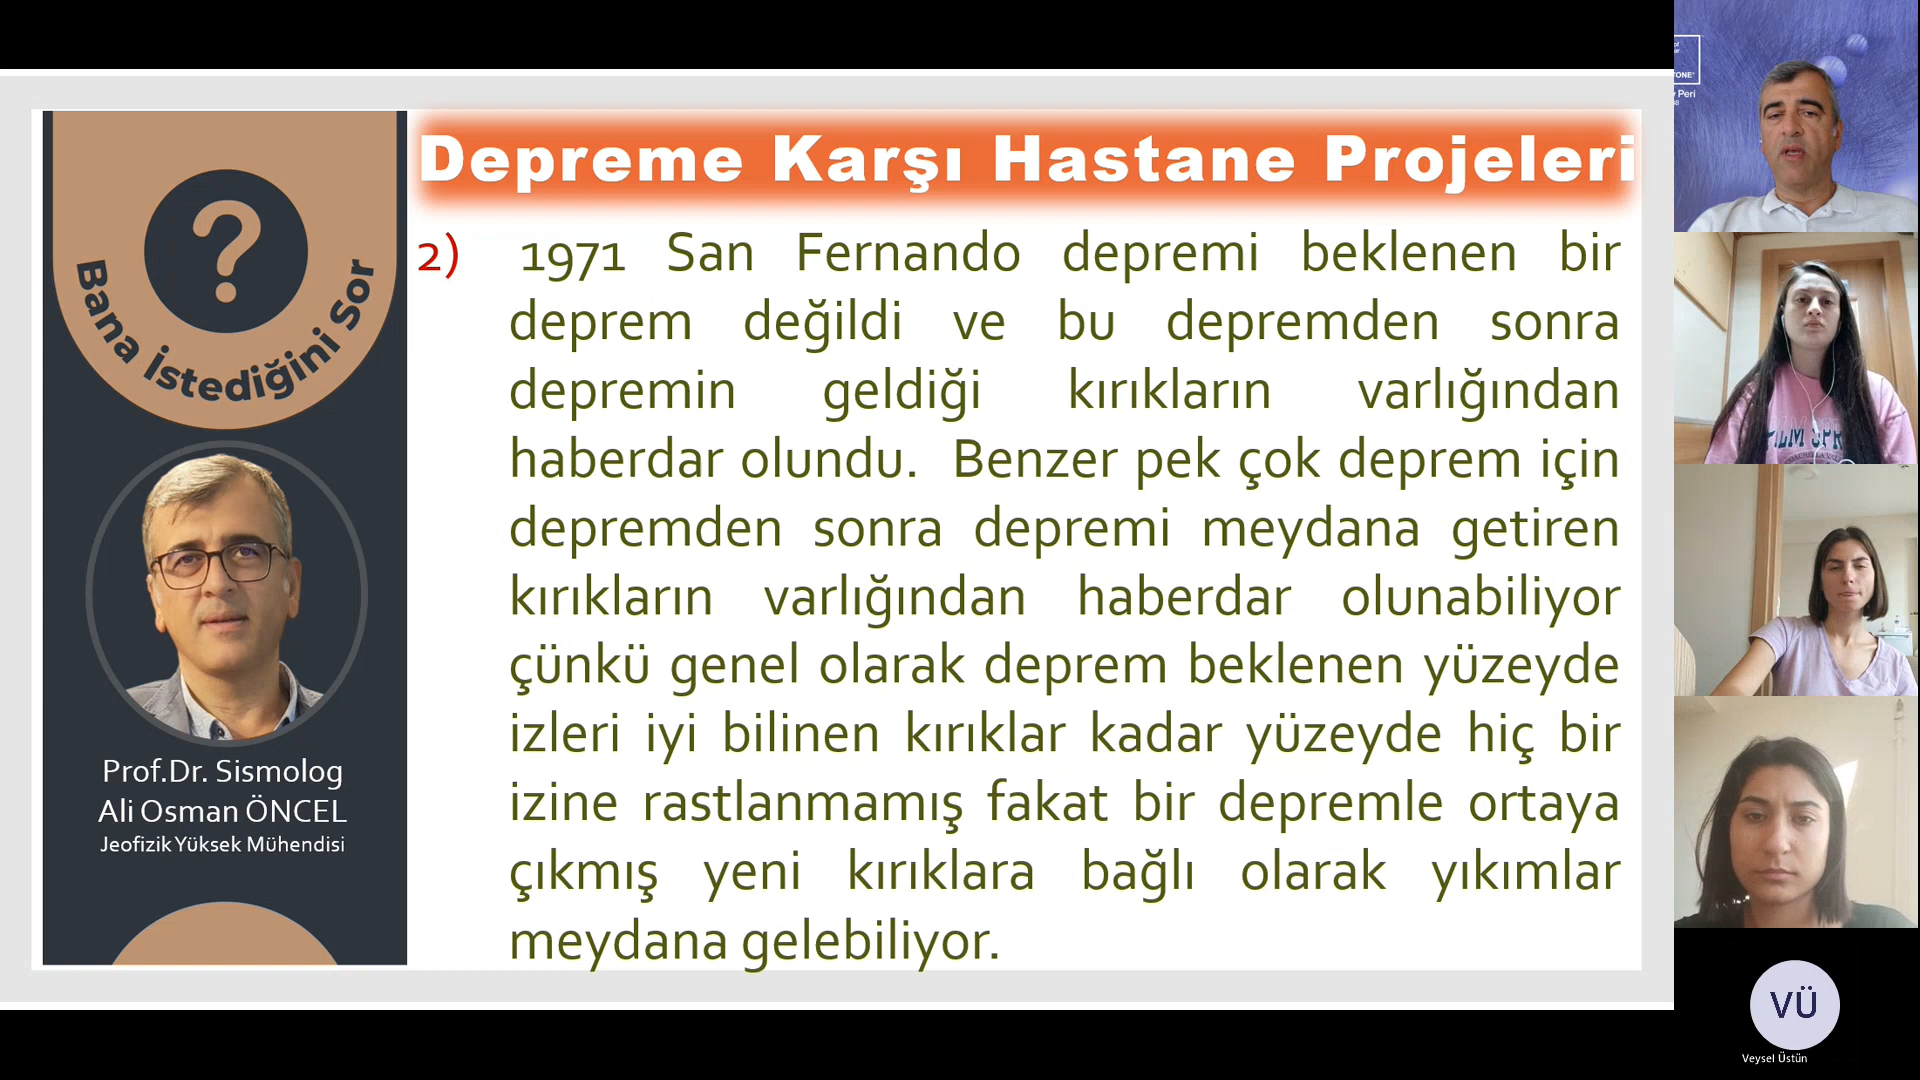 Depreme Karşı Hastane Projeleri
2) 1971 San Fernando depremi beklenen bir
deprem değildi ve bu depremden sonra
depremin geldiği kırıkların varlığından
haberdar olundu. Benzer pek çok deprem için
depremden sonra depremi meydana getiren
kırıkların varlığından haberdar olunabiliyor
çünkü genel olarak deprem beklenen yüzeyde
izleri iyi bilinen kırıklar kadar yüzeyde hiç bir
izine rastlanmamış fakat bir depremle ortaya
çıkmış yeni kırıklara bağlı olarak yıkımlar
meydana gelebiliyor.
?
Bana İstediğini Sor
Prof.Dr. Sismolog
Ali Osman ÖNCEL
Jeofizik Yüksek Mühendisi
TONE
Peri
VÜ
Veysel Üstün